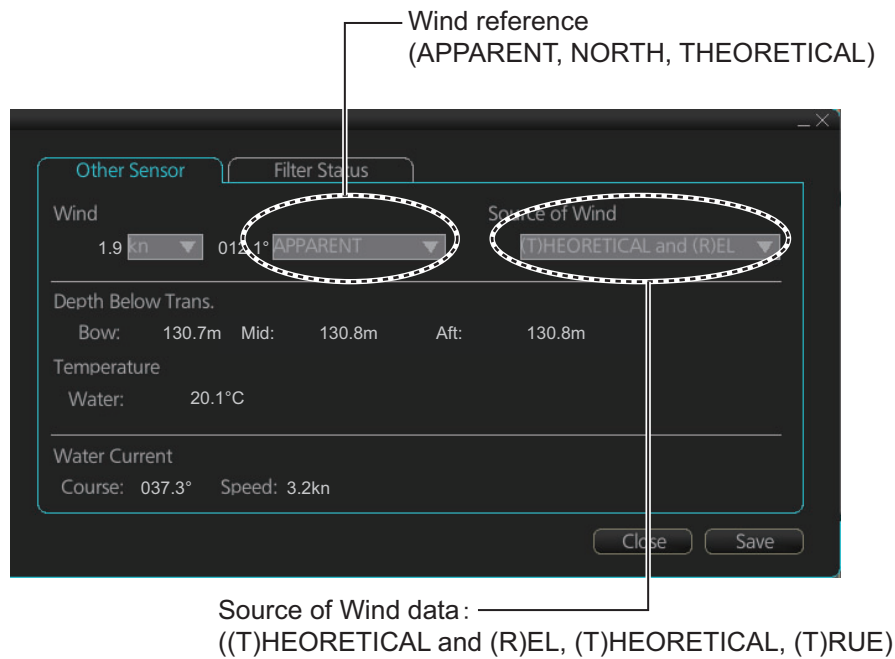 Wind reference
(APPARENT, NORTH, THEORETICAL)
Other Sensor Filter Status
Wind Source of Wind
1.9 kn 012.1° APPARENT (T)HEORETICAL and (R)EL
Depth Below Trans.
Bow: 130.7m Mid: 130.8m Aft: 130.8m
Temperature
Water: 20.1°C
Water Current
Course: 037.3° Speed: 3.2kn
Close Save
Source of Wind data:
((T)HEORETICAL and (R)EL, (T)HEORETICAL, (T)RUE)